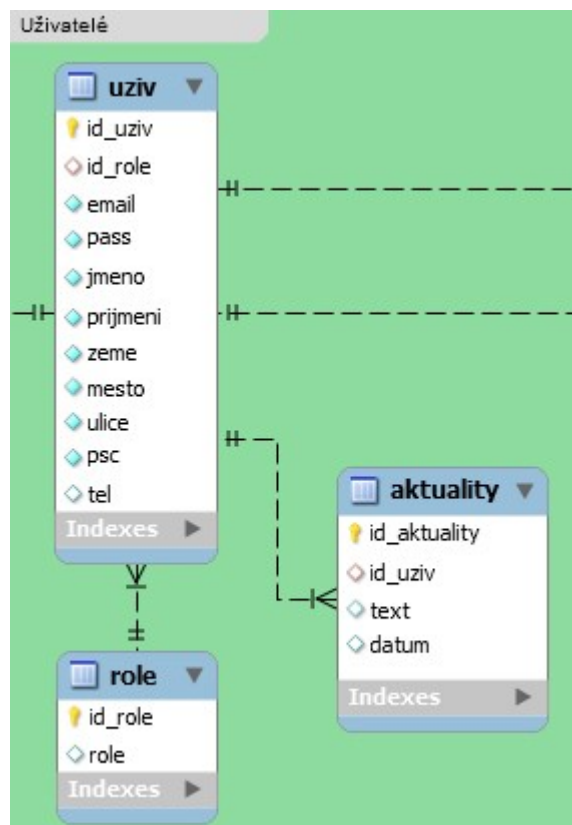 Uživatelé
uziv
id_uziv
id_role
email
pass
jmeno
prijmeni
zeme
mesto
ulice
psc
tel
Indexes
aktuality
id_aktuality
id_uziv
text
datum
Indexes
role
id_role
role
Indexes